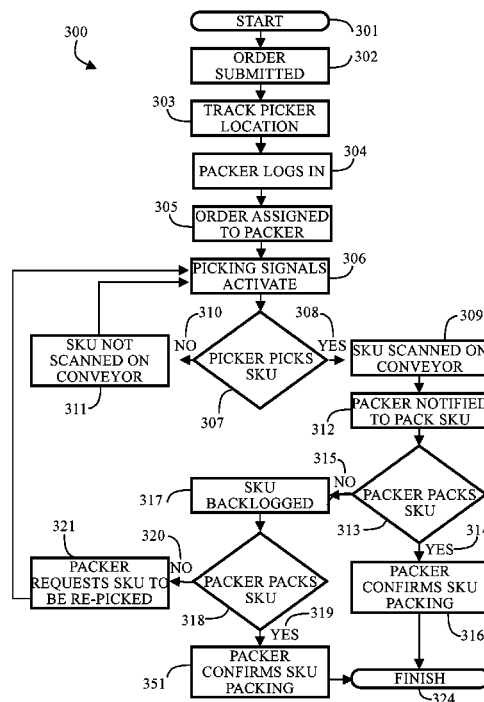 300
START
301
ORDER
SUBMITTED
302
303
TRACK PICKER
LOCATION
304
PACKER LOGS IN
305
ORDER ASSIGNED
TO PACKER
306
PICKING SIGNALS
ACTIVATE
310
NO
308
YES
309
SKU NOT
SCANNED ON
CONVEYOR
311
PICKER PICKS
SKU
307
SKU SCANNED ON
CONVEYOR
PACKER NOTIFIED
TO PACK SKU
312
315
NO
317
SKU
BACKLOGGED
PACKER PACKS
SKU
313
314
YES
321
PACKER
REQUESTS SKU TO
BE RE-PICKED
320
NO
PACKER PACKS
SKU
318
319
YES
PACKER
CONFIRMS SKU
PACKING
316
351
PACKER
CONFIRMS SKU
PACKING
FINISH
324